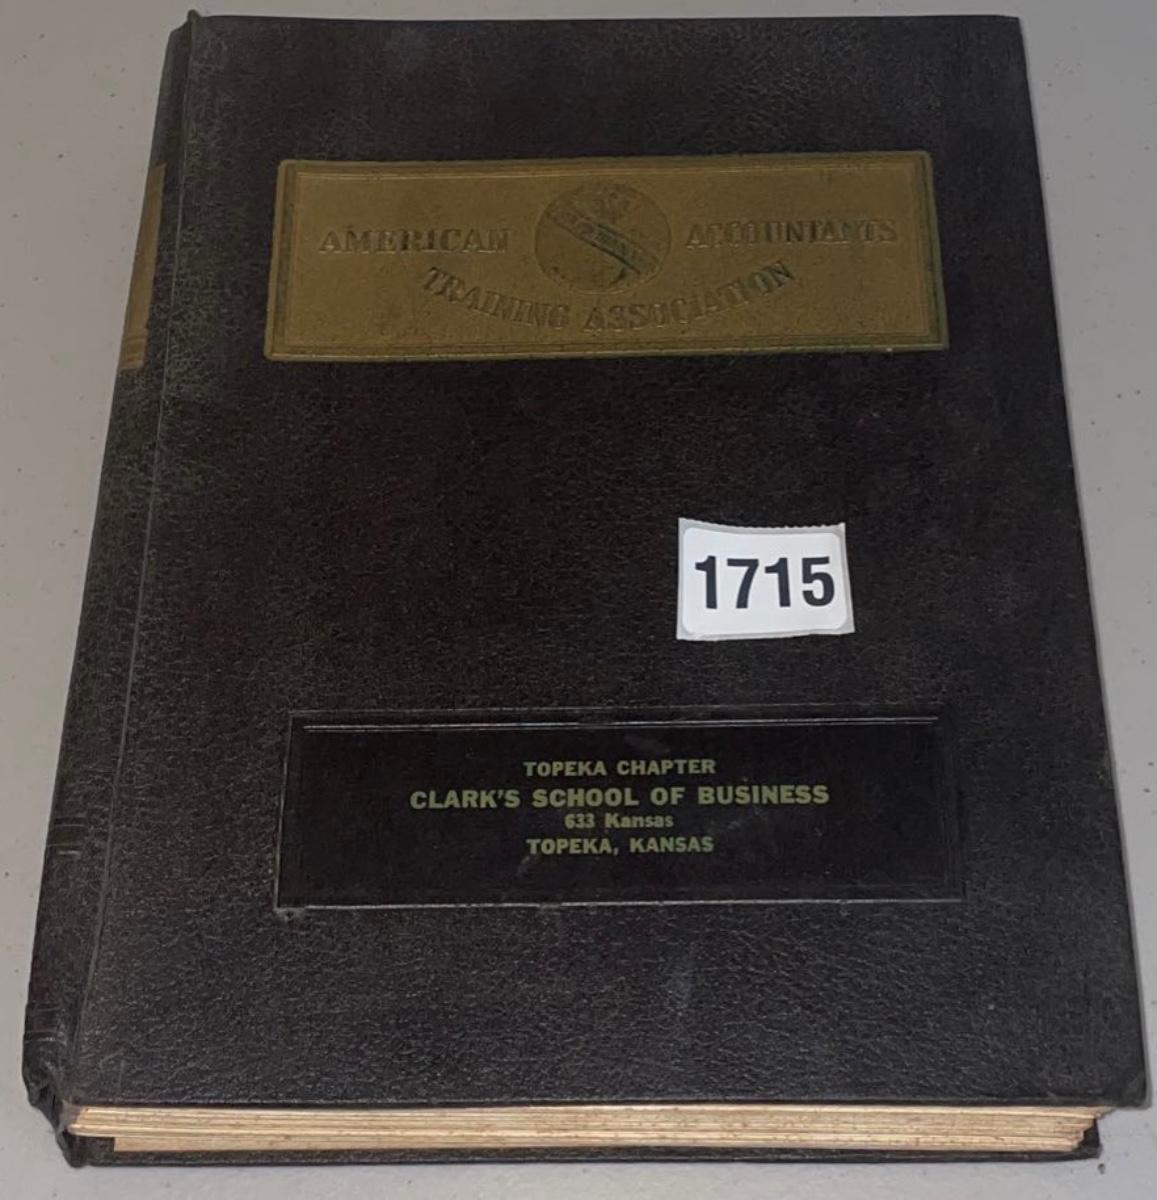 AMERICAN ACCOUNTANTS
TRAINING ASSOCIATION
1715
TOPEKA CHAPTER
CLARK'S SCHOOL OF BUSINESS
633 Kansas
TOPEKA, KANSAS